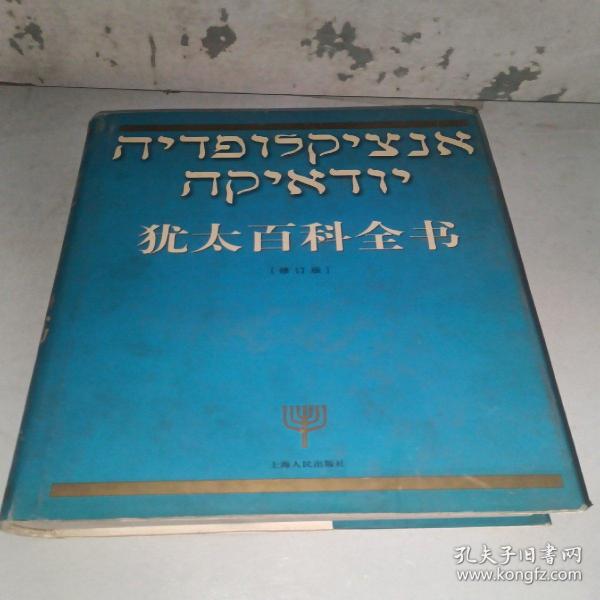 אנציקלופדיה
יודאיקה
犹太百科全书
[修订版]
上海人民出版社
孔夫子旧书网
www.kongfz.com